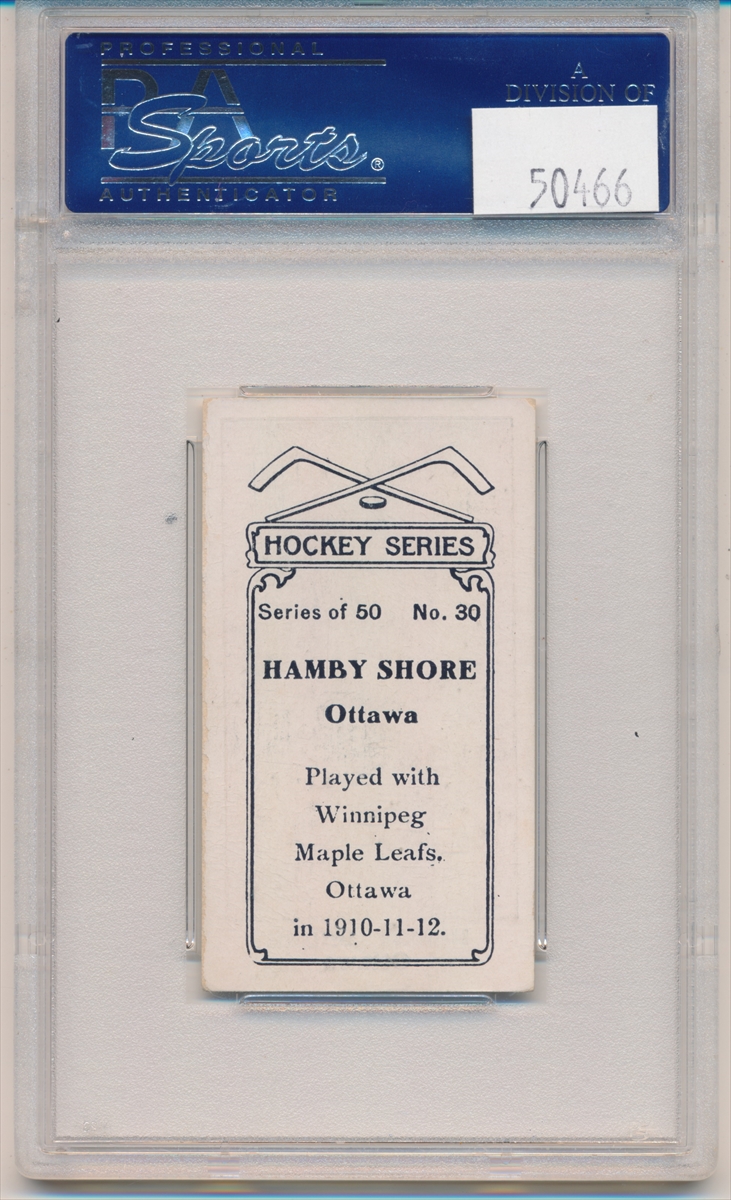 PROFESSIONAL
PSA
Sports®
AUTHENTICATOR
A
DIVISION OF
50466
HOCKEY SERIES
Series of 50 No. 30
HAMBY SHORE
Ottawa
Played with
Winnipeg
Maple Leafs,
Ottawa
in 1910-11-12.